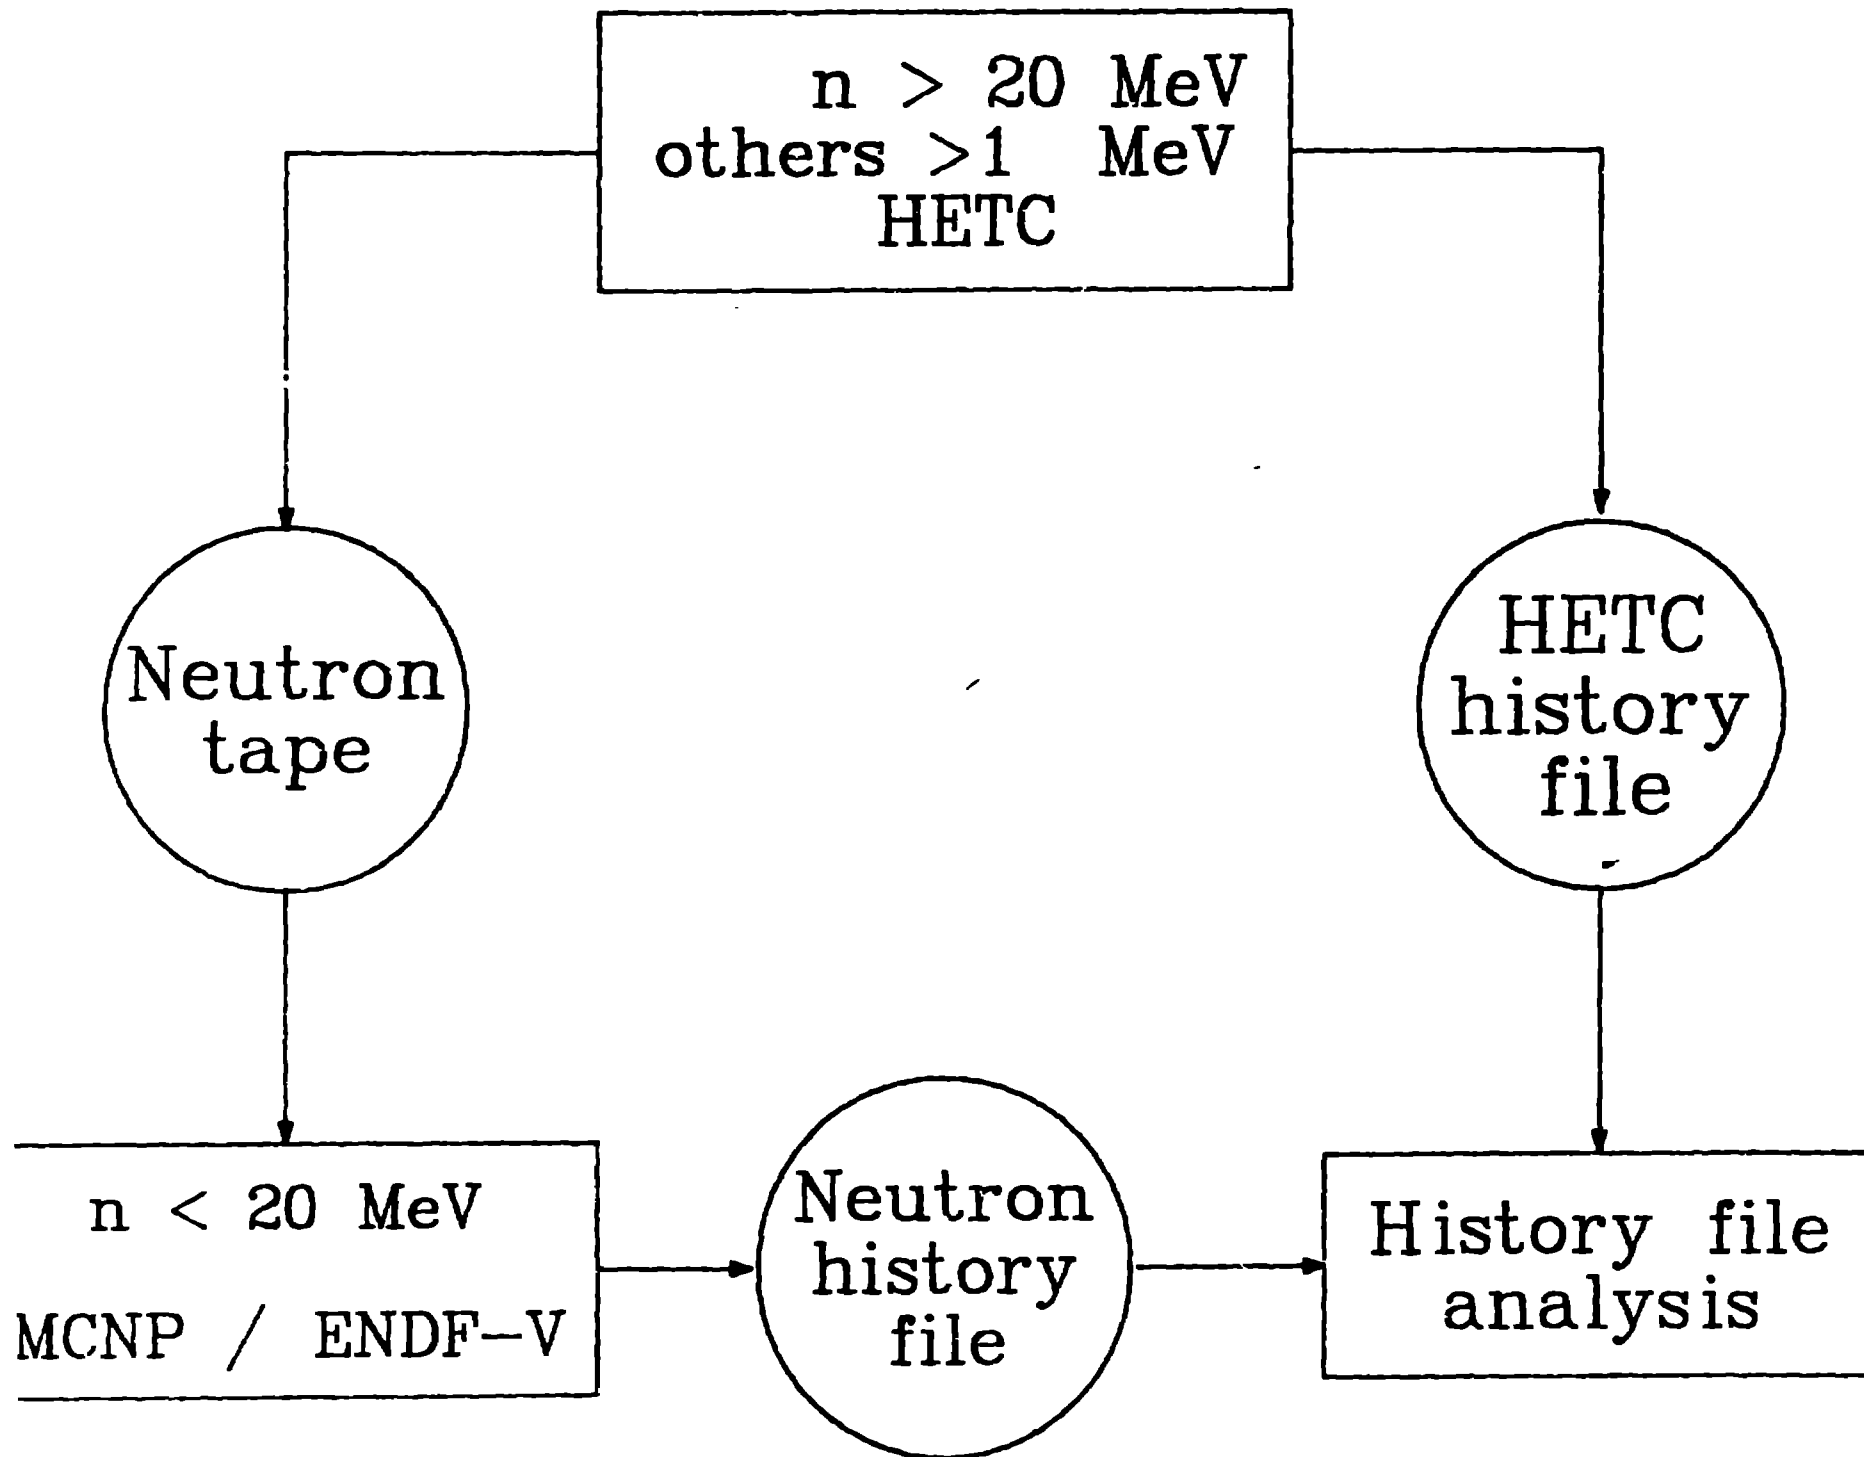 n > 20 MeV
others >1 MeV
HETC
Neutron
tape
HETC
history
file
n < 20 MeV
MCNP / ENDF-V
Neutron
history
file
History file
analysis